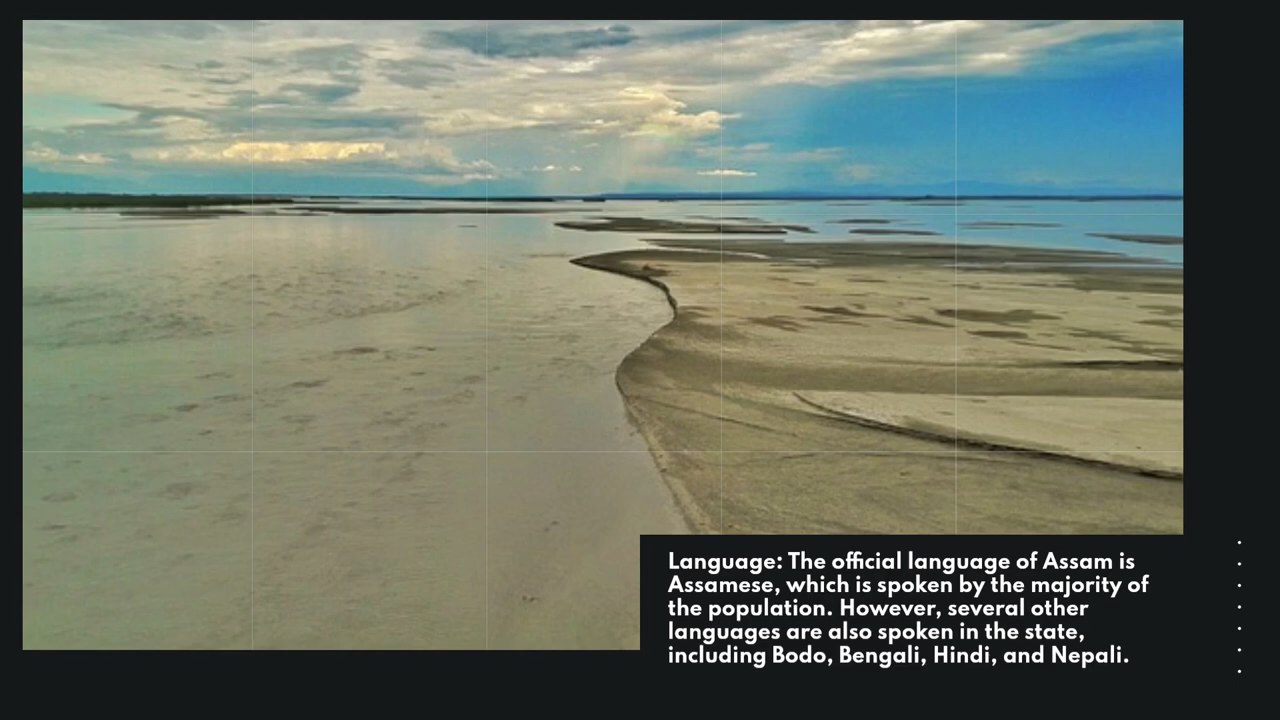 Language: The official language of Assam is
Assamese, which is spoken by the majority of
the population. However, several other
languages are also spoken in the state,
including Bodo, Bengali, Hindi, and Nepali.